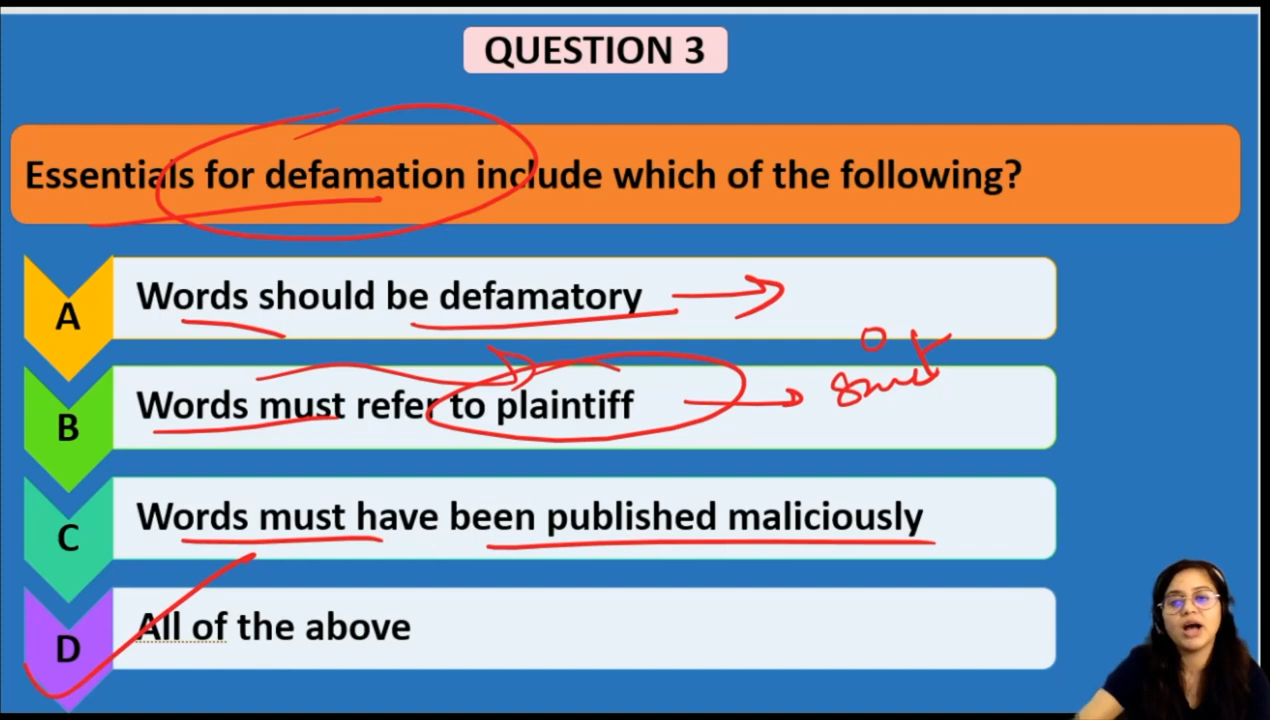 QUESTION 3
Essentials for defamation include which of the following?
A
Words should be defamatory
B
Words must refer to plaintiff
C
Words must have been published maliciously
D
All of the above